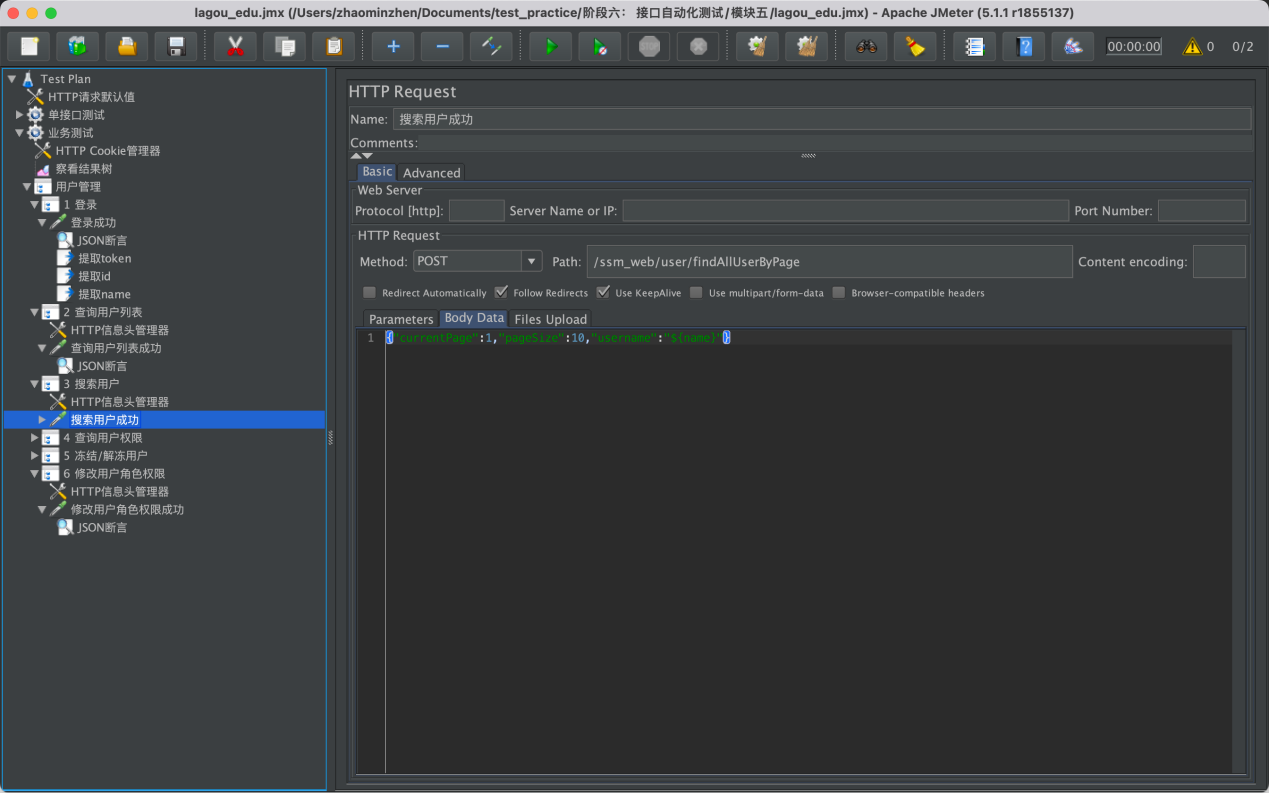 lagou_edu.jmx (/Users/zhaominzhen/Documents/test_practice/阶段六： 接口自动化测试/模块五/lagou_edu.jmx) - Apache JMeter (5.1.1 r1855137)
STOP
00:00:00
0
0/2
Test Plan
HTTP请求默认值
单接口测试
业务测试
HTTP Cookie管理器
察看结果树
用户管理
1 登录
登录成功
JSON断言
提取token
提取id
提取name
2 查询用户列表
HTTP信息头管理器
查询用户列表成功
JSON断言
3 搜索用户
HTTP信息头管理器
搜索用户成功
4 查询用户权限
5 冻结/解冻用户
6 修改用户角色权限
HTTP信息头管理器
修改用户角色权限成功
JSON断言
HTTP Request
Name: 搜索用户成功
Comments:
Basic Advanced
Web Server
Protocol [http]: Server Name or IP: Port Number:
HTTP Request
Method: POST Path: /ssm_web/user/findAllUserByPage Content encoding:
Redirect Automatically Follow Redirects Use KeepAlive Use multipart/form-data Browser-compatible headers
Parameters Body Data Files Upload
1 {"currentPage":1,"pageSize":10,"username":"${name}"}